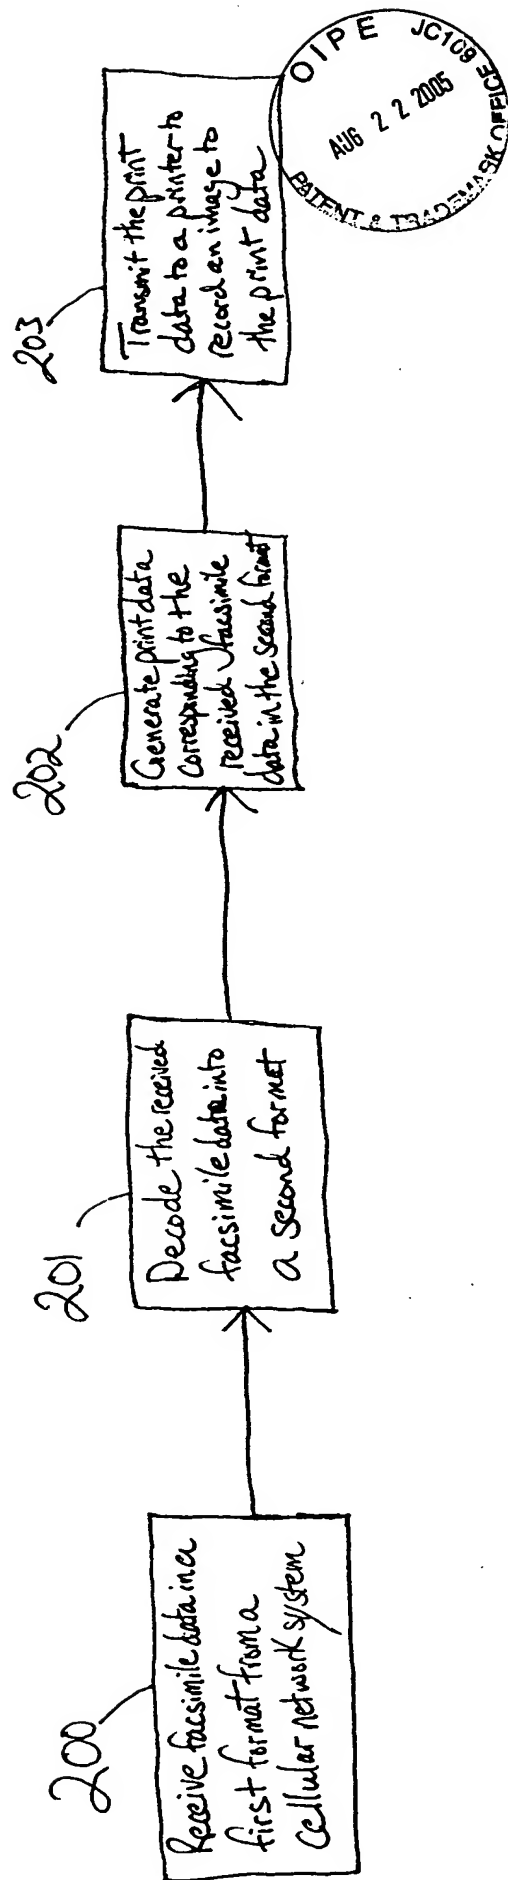 200
Receive facsimile data in a
first format from a
cellular network system
201
Decode the received
facsimile data into
a second format
202
Generate print data
corresponding to the
received facsimile
data in the second format
203
Transmit the print
data to a printer to
record an image to
the print data
OIPE JC109
AUG 22 2005
PATENT & TRADEMARK OFFICE